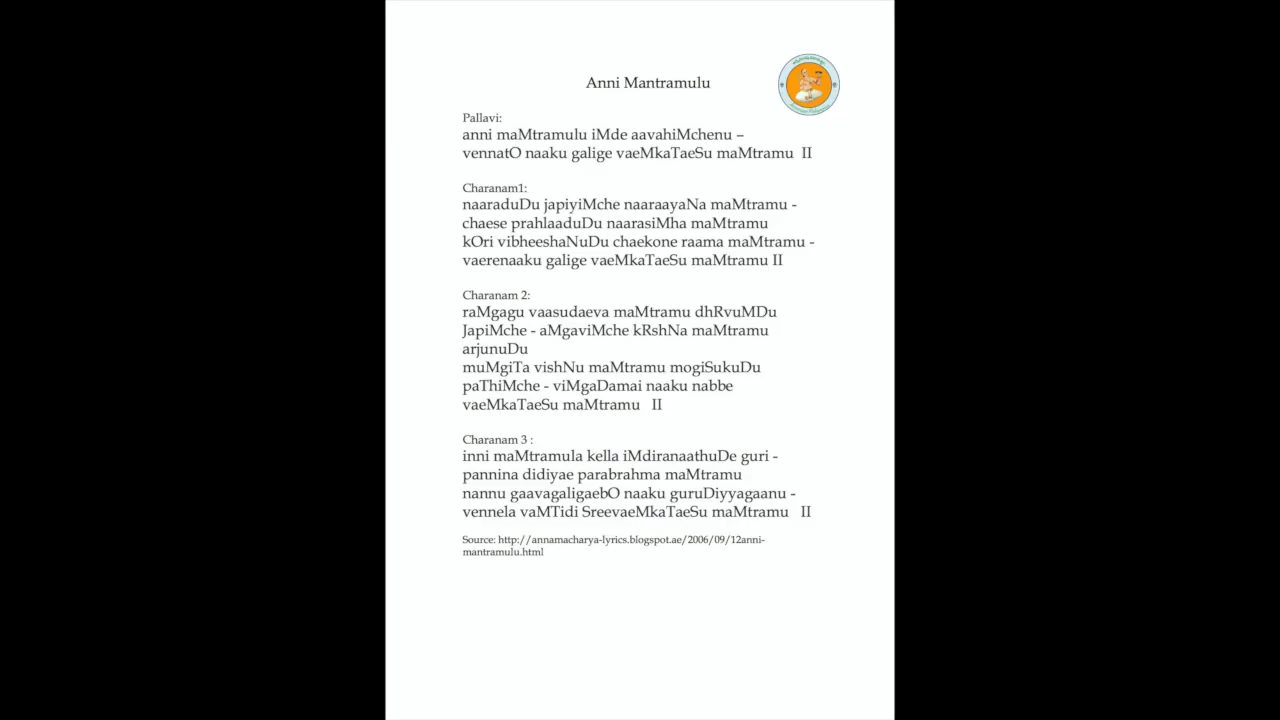 Anni Mantramulu
Pallavi:
anni maMtramulu iMde aavahiMchenu –
vennatO naaku galige vaeMkaTaeSu maMtramu II
Charanam1:
naaraduDu japiyiMche naaraayaNa maMtramu -
chaese prahlaaduDu naarasiMha maMtramu
kOri vibheeshaNuDu chaekone raama maMtramu -
vaerenaaku galige vaeMkaTaeSu maMtramu II
Charanam 2:
raMgagu vaasudaeva maMtramu dhRvuMDu
JapiMche - aMgaviMche kRshNa maMtramu
arjunuDu
muMgiTa vishNu maMtramu mogiSukuDu
paThiMche - viMgaDamai naaku nabbe
vaeMkaTaeSu maMtramu II
Charanam 3 :
inni maMtramula kella iMdiranaathuDe guri -
pannina didiyae parabrahma maMtramu
nannu gaavagaligaebO naaku guruDiyyagaanu -
vennela vaMTidi SreevaeMkaTaeSu maMtramu II
Source: http://annamacharya-lyrics.blogspot.ae/2006/09/12anni-
mantramulu.html